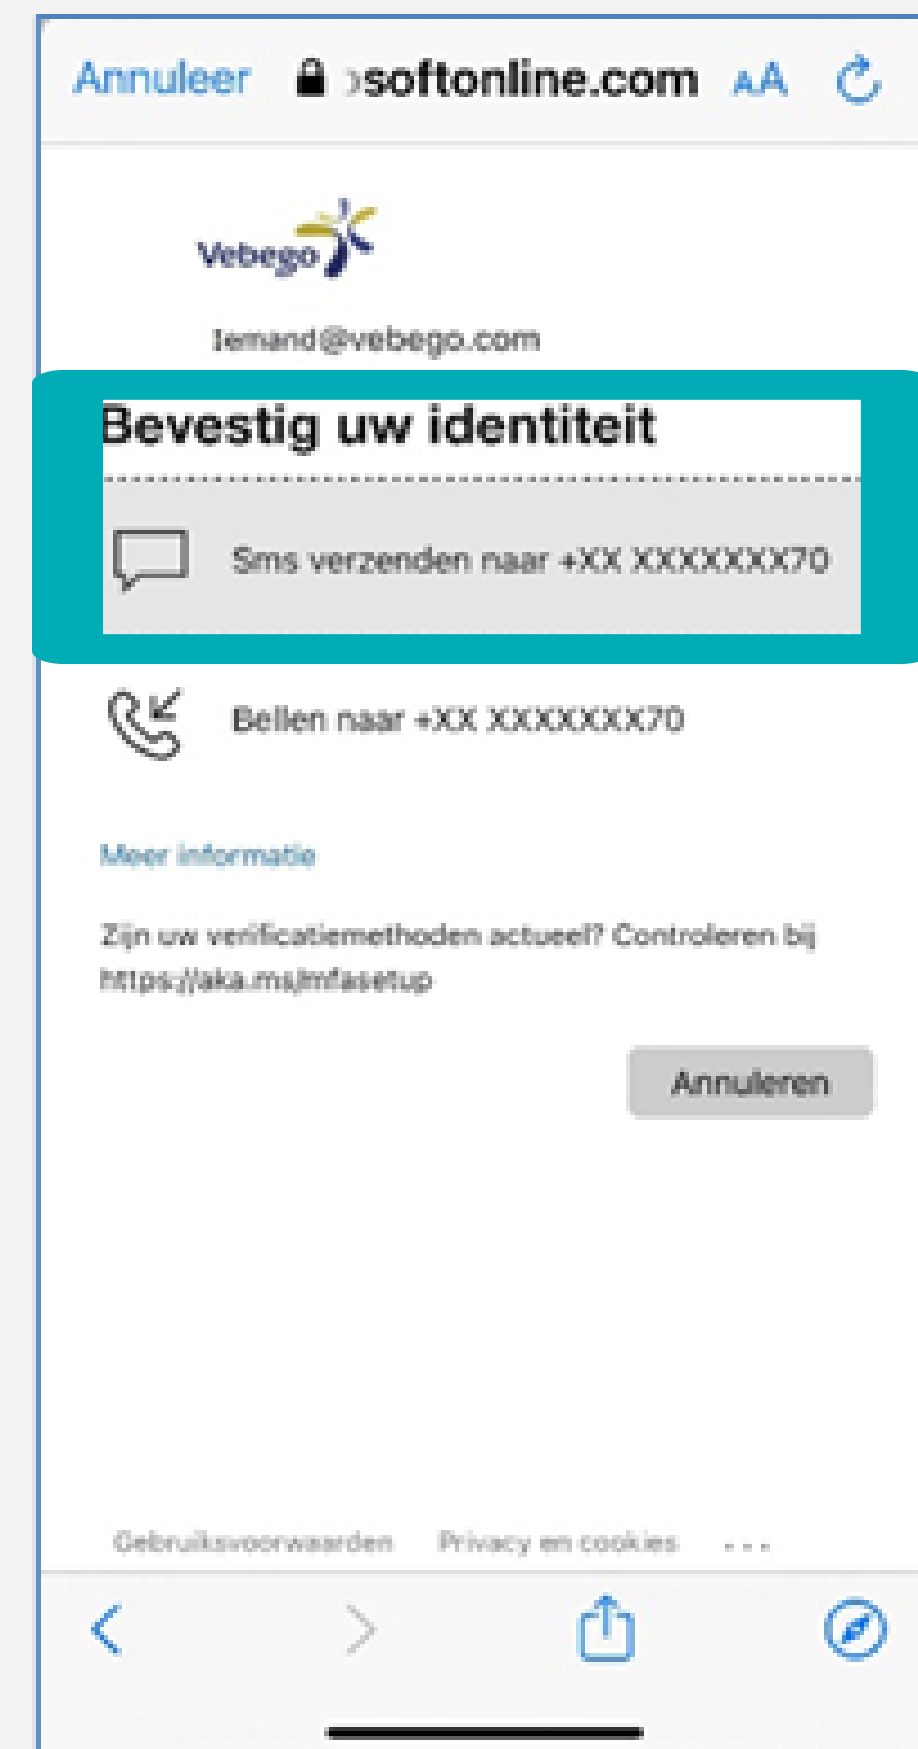 Annuleer softonline.com AA
Vebego
Iemand@vebego.com
Bevestig uw identiteit
Sms verzenden naar +XX XXXXXXX70
Bellen naar +XX XXXXXXX70
Meer informatie
Zijn uw verificatiemethoden actueel? Controleren bij
https://aka.ms/mfasetup
Annuleren
Gebruiksvoorwaarden Privacy en cookies ...